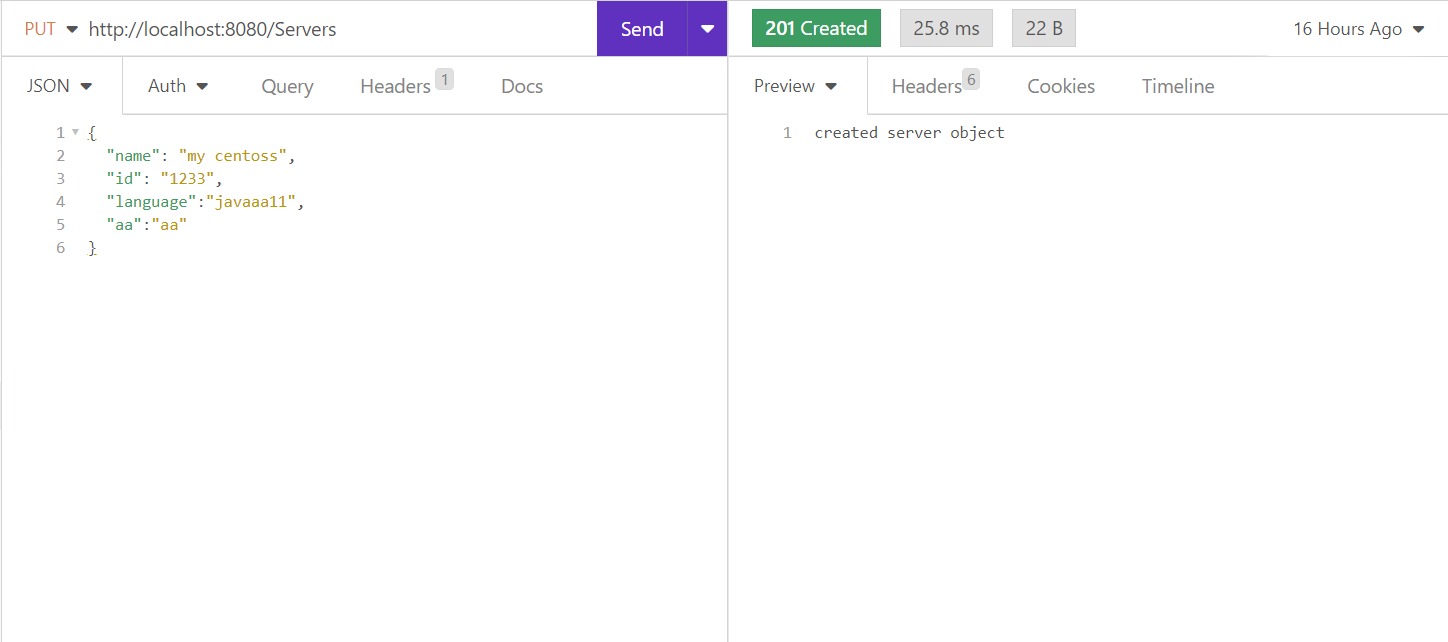 PUT http://localhost:8080/Servers Send 201 Created 25.8 ms 22 B 16 Hours Ago
JSON Auth Query Headers 1 Docs Preview Headers 6 Cookies Timeline
1 {
2 "name": "my centoss",
3 "id": "1233",
4 "language":"javaaa11",
5 "aa":"aa"
6 }
1 created server object